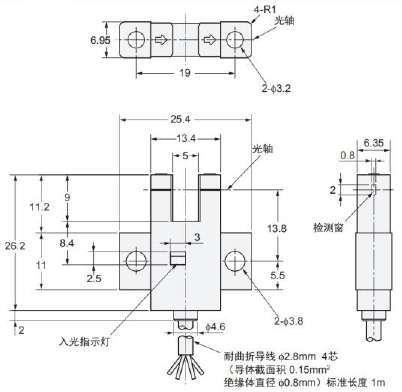 4-R1
光轴
6.95
19
2-φ3.2
25.4
13.4
5
光轴
6.35
0.8
2
检测窗
26.2
11.2
9
8.4
3
13.8
11
2.5
5.5
2
入光指示灯
φ4.6
2-φ3.8
耐曲折导线 φ2.8mm 4芯
(导体截面积 0.15mm²
绝缘体直径 φ0.8mm) 标准长度 1m